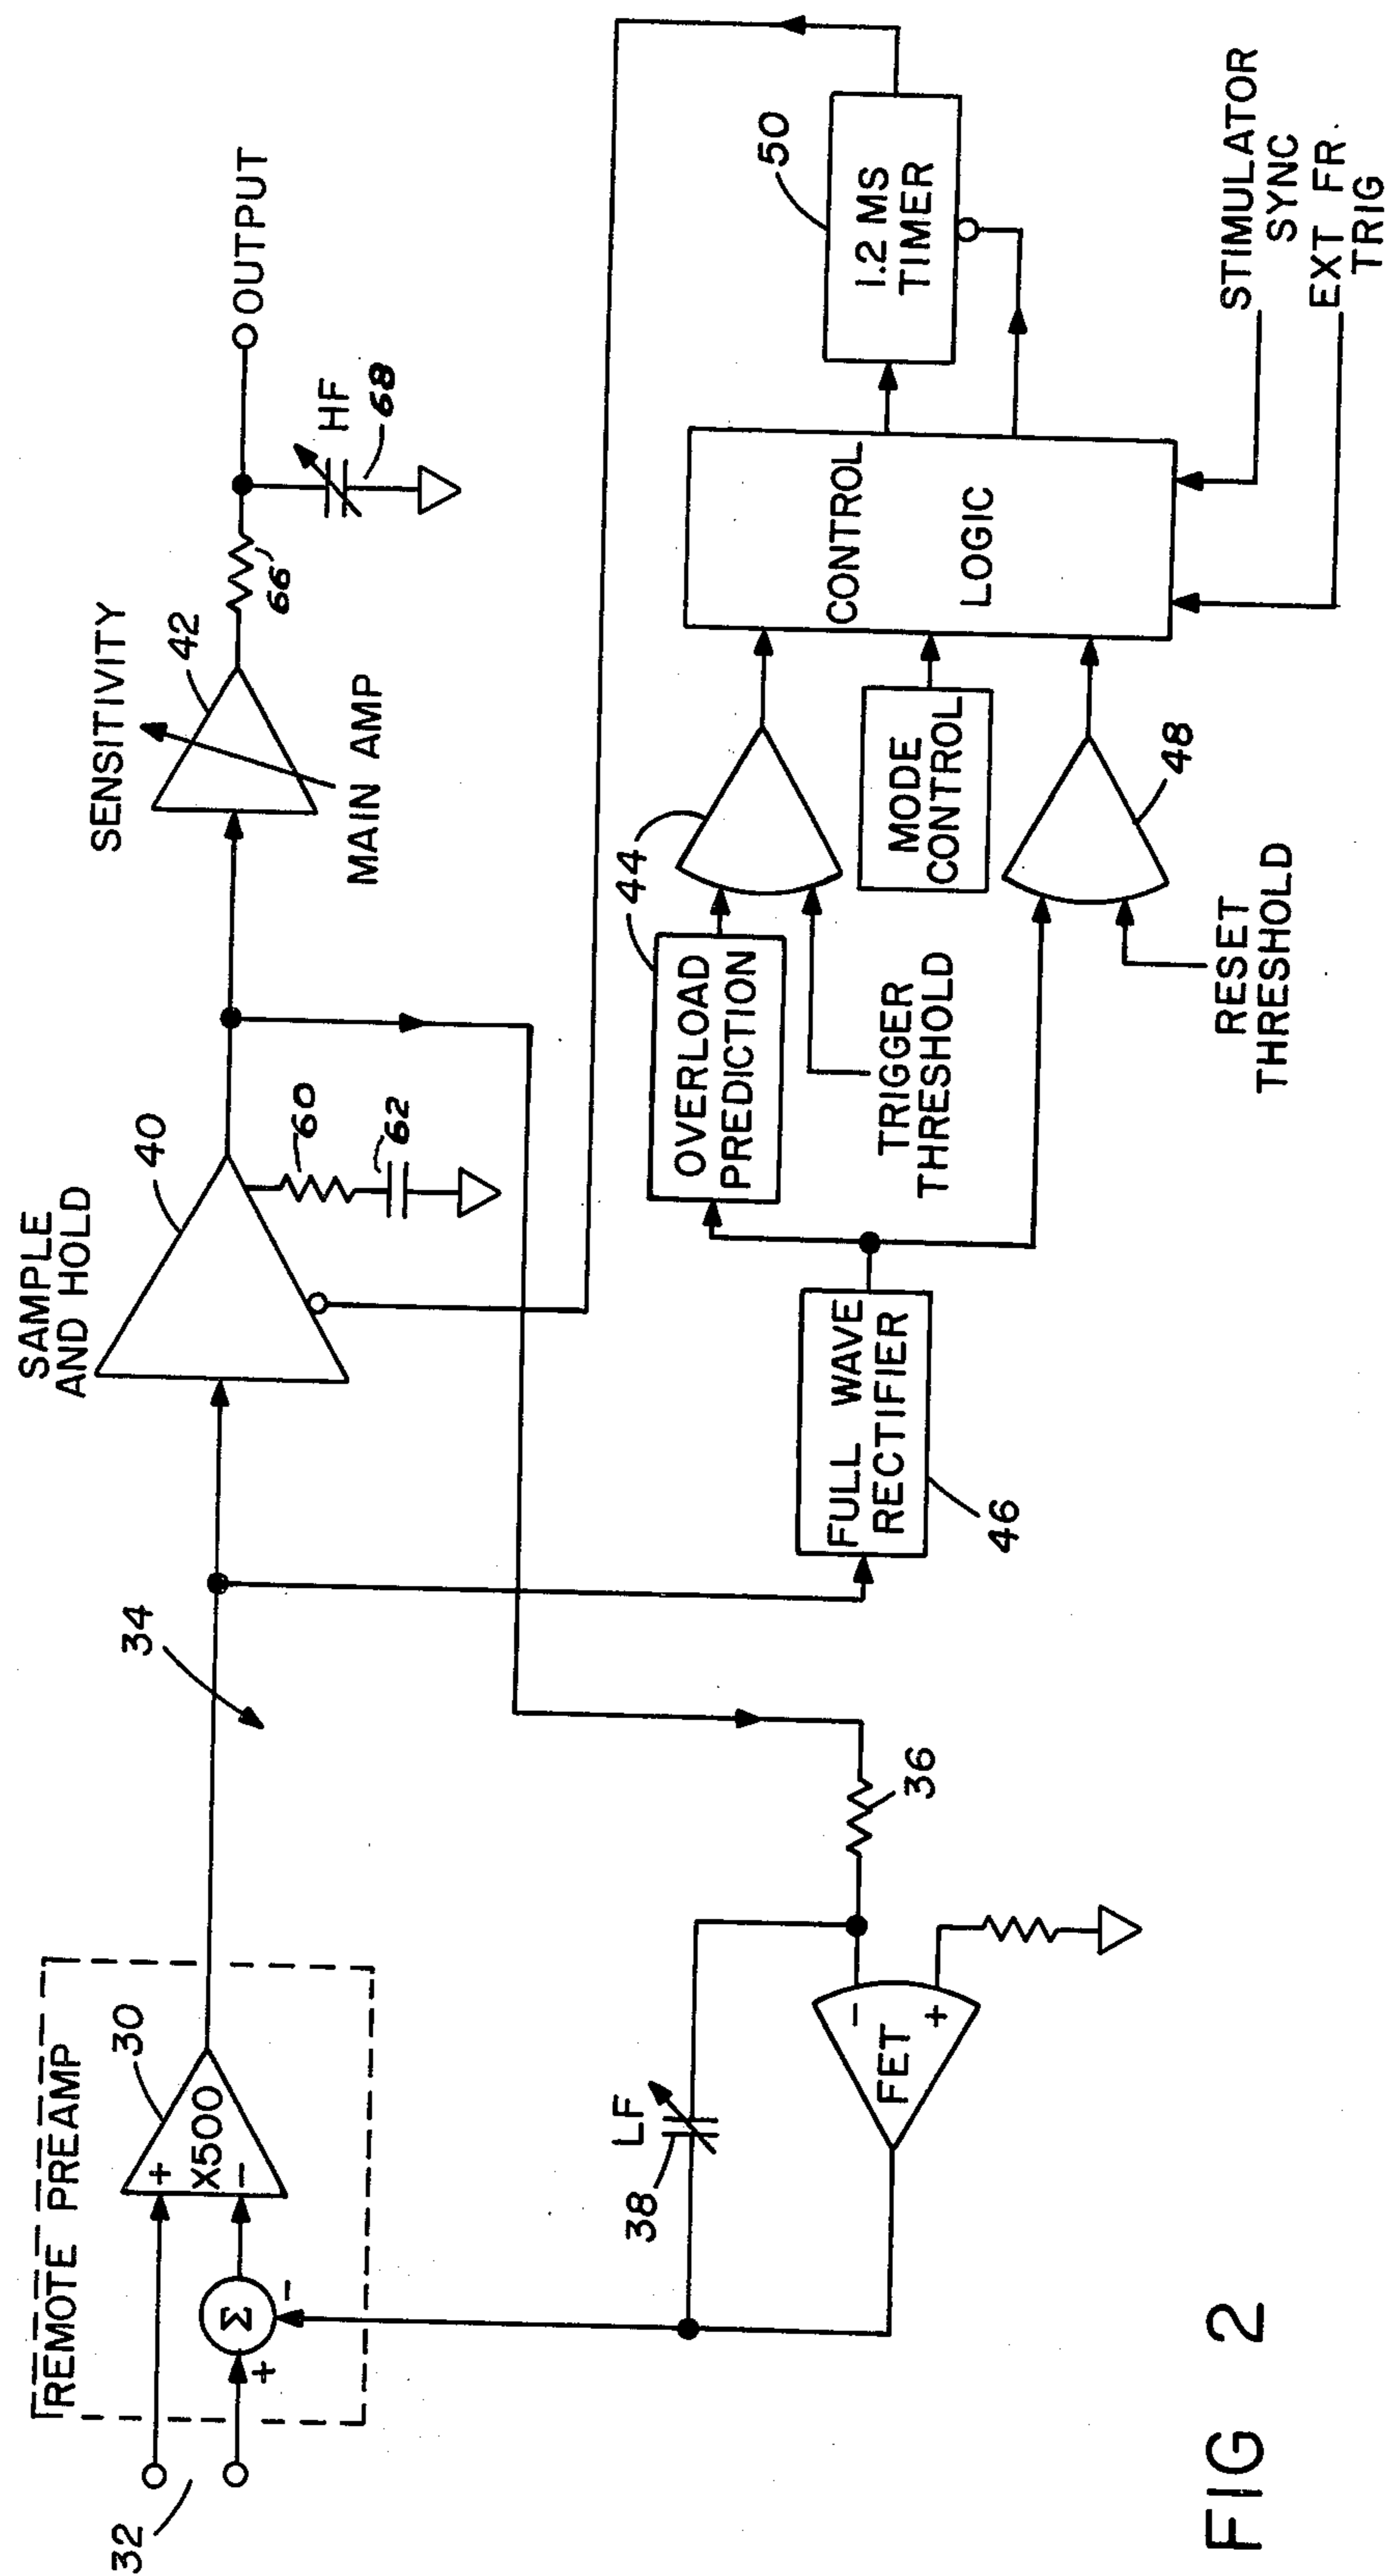 REMOTE PREAMP
30
X500
+
-
Σ
+
-
32
34
SAMPLE
AND HOLD
40
60
62
SENSITIVITY
42
MAIN AMP
66
HF
68
OUTPUT
LF
38
FET
-
+
36
FULL WAVE
RECTIFIER
46
OVERLOAD
PREDICTION
44
TRIGGER
THRESHOLD
MODE
CONTROL
48
RESET
THRESHOLD
CONTROL
LOGIC
50
1.2 MS
TIMER
STIMULATOR
SYNC
EXT FR
TRIG
FIG 2